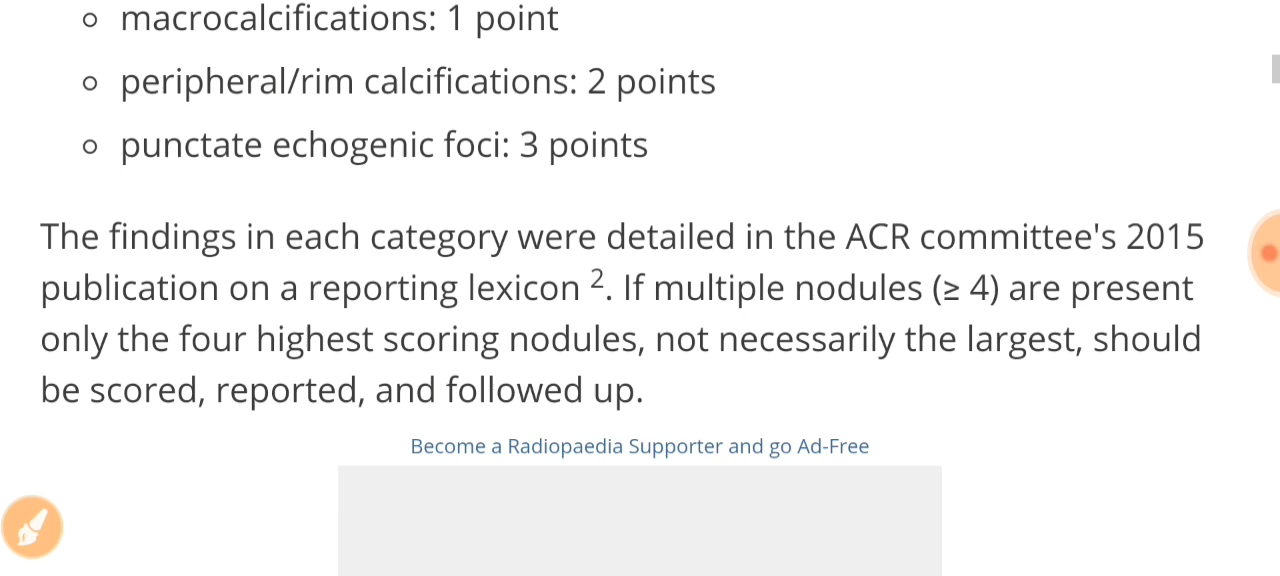 macrocalcifications: 1 point
peripheral/rim calcifications: 2 points
punctate echogenic foci: 3 points
The findings in each category were detailed in the ACR committee's 2015
publication on a reporting lexicon ². If multiple nodules (≥ 4) are present
only the four highest scoring nodules, not necessarily the largest, should
be scored, reported, and followed up.
Become a Radiopaedia Supporter and go Ad-Free